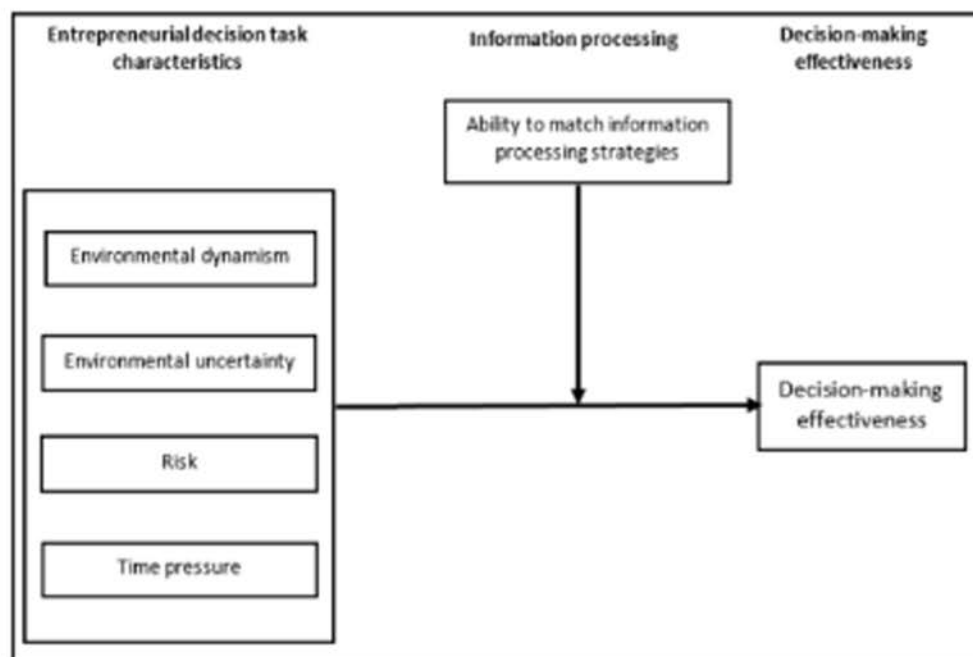 Entrepreneurial decision task
characteristics
Information processing
Decision-making
effectiveness
Ability to match information
processing strategies
Environmental dynamism
Environmental uncertainty
Risk
Time pressure
Decision-making
effectiveness